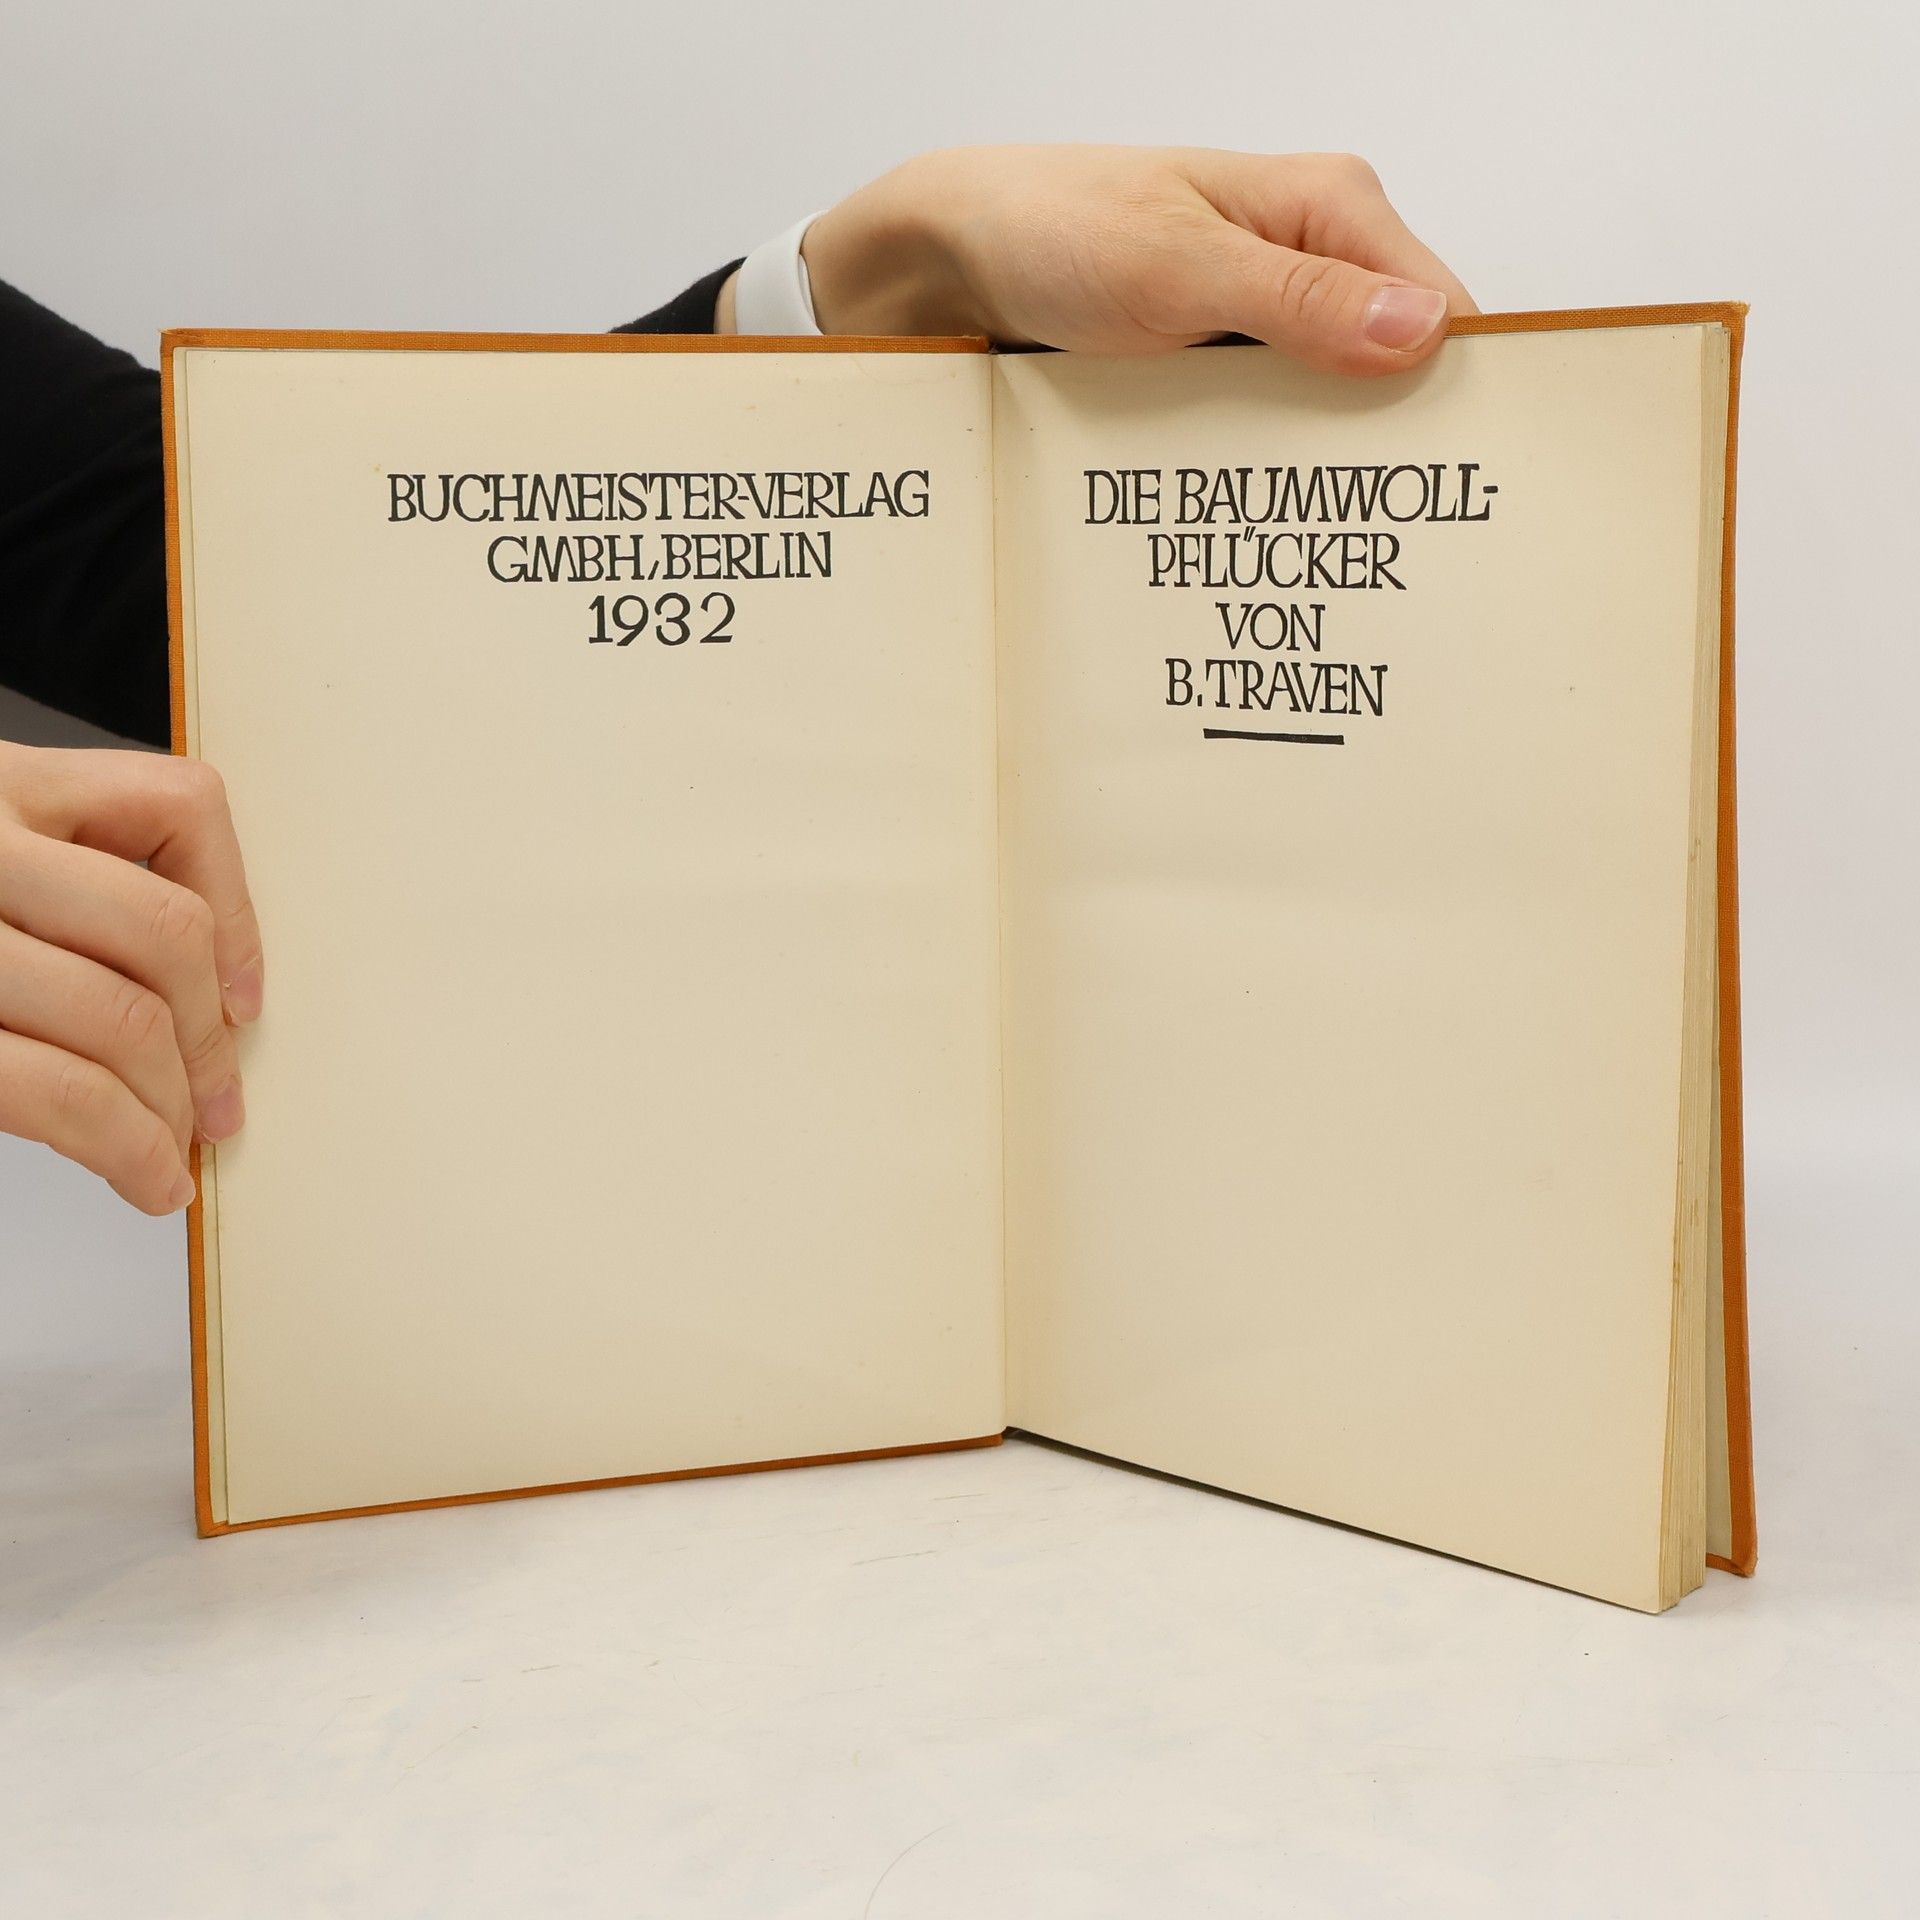 BUCHMEISTER-VERLAG
GMBH, BERLIN
1932
DIE BAUMWOLL-
PFLÜCKER
VON
B. TRAVEN